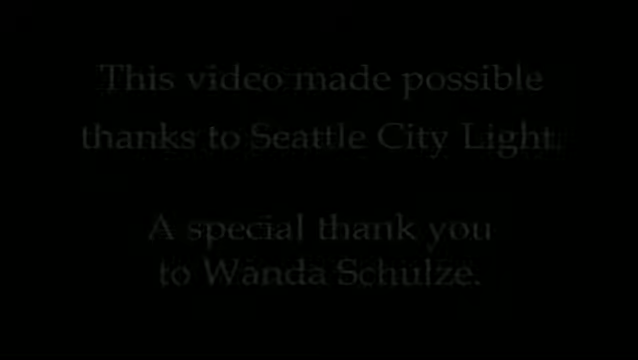 This video made possible
thanks to Seattle City Light.
A special thank you
to Wanda Schulze.